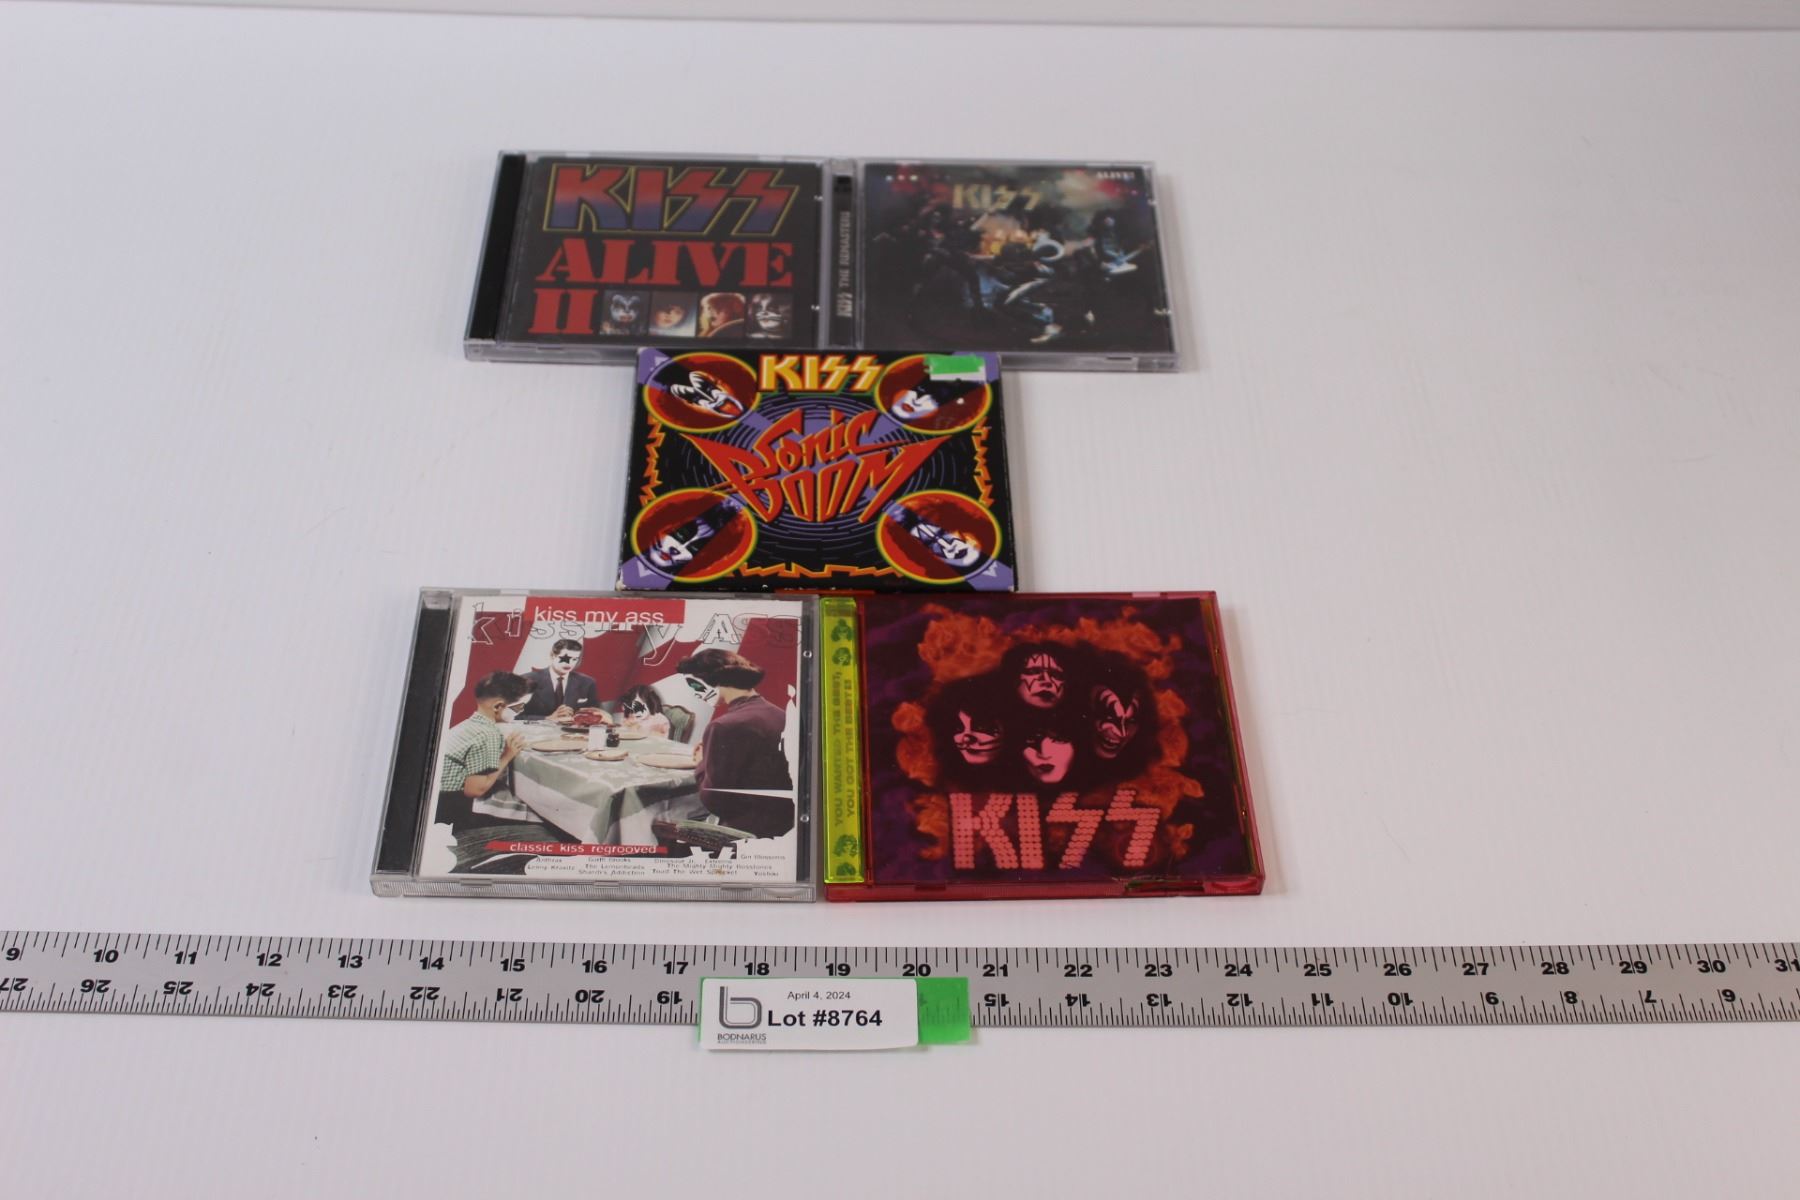 KISS
ALIVE
II
KISS THE REMASTERS
ALIVE!
KISS
KISS
Sonic
BOOM
kiss my ass
kiss my ASS
classic kiss regrooved
Anthrax Garth Brooks Dinosaur Jr. Extreme Gin Blossoms
Lenny Kravitz The Lemonheads The Mighty Mighty Bosstones
Shandi's Addiction Toad The Wet Sprocket Yoshiki
YOU WANTED THE BEST,
YOU GOT THE BEST!!
KISS
9 10 11 12 13 14 15 16 17 18 19 20 21 22 23 24 25 26 27 28 29 30 31
27 26 25 24 23 22 21 20 19 15 14 13 12 11 10 9 8 7 6
April 4, 2024
Lot #8764
BODNARUS
AUCTIONEERING